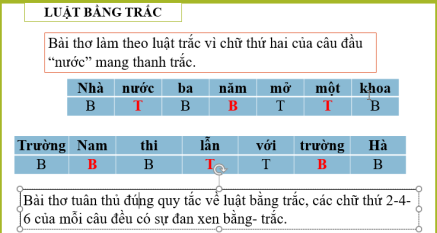 LUẬT BẰNG TRẮC
Bài thơ làm theo luật trắc vì chữ thứ hai của câu đầu
“nước” mang thanh trắc.
Nhà nước ba năm mở một khoa
B T B B T T B
Trường Nam thi lẫn với trường Hà
B B B T T B B
Bài thơ tuân thủ đúng quy tắc về luật bằng trắc, các chữ thứ 2-4-
6 của mỗi câu đều có sự đan xen bằng- trắc.